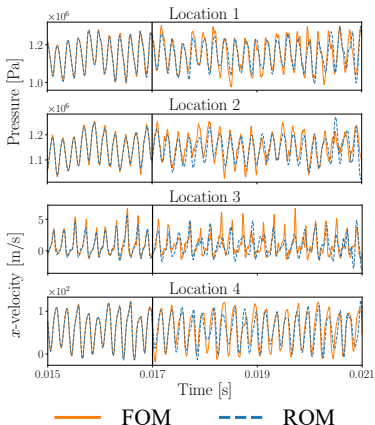 Location 1
×10⁶
1.2
1.0
Pressure [Pa]
Location 2
×10⁶
1.2
1.1
Location 3
5
0
x-velocity [m/s]
Location 4
×10²
1
0
0.015 0.017 0.019 0.021
Time [s]
FOM ROM